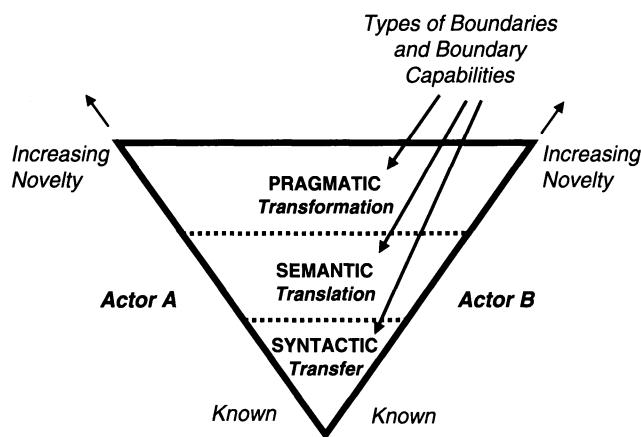 Types of Boundaries
and Boundary
Capabilities
Increasing
Novelty
Increasing
Novelty
PRAGMATIC
Transformation
SEMANTIC
Translation
Actor A
Actor B
SYNTACTIC
Transfer
Known
Known